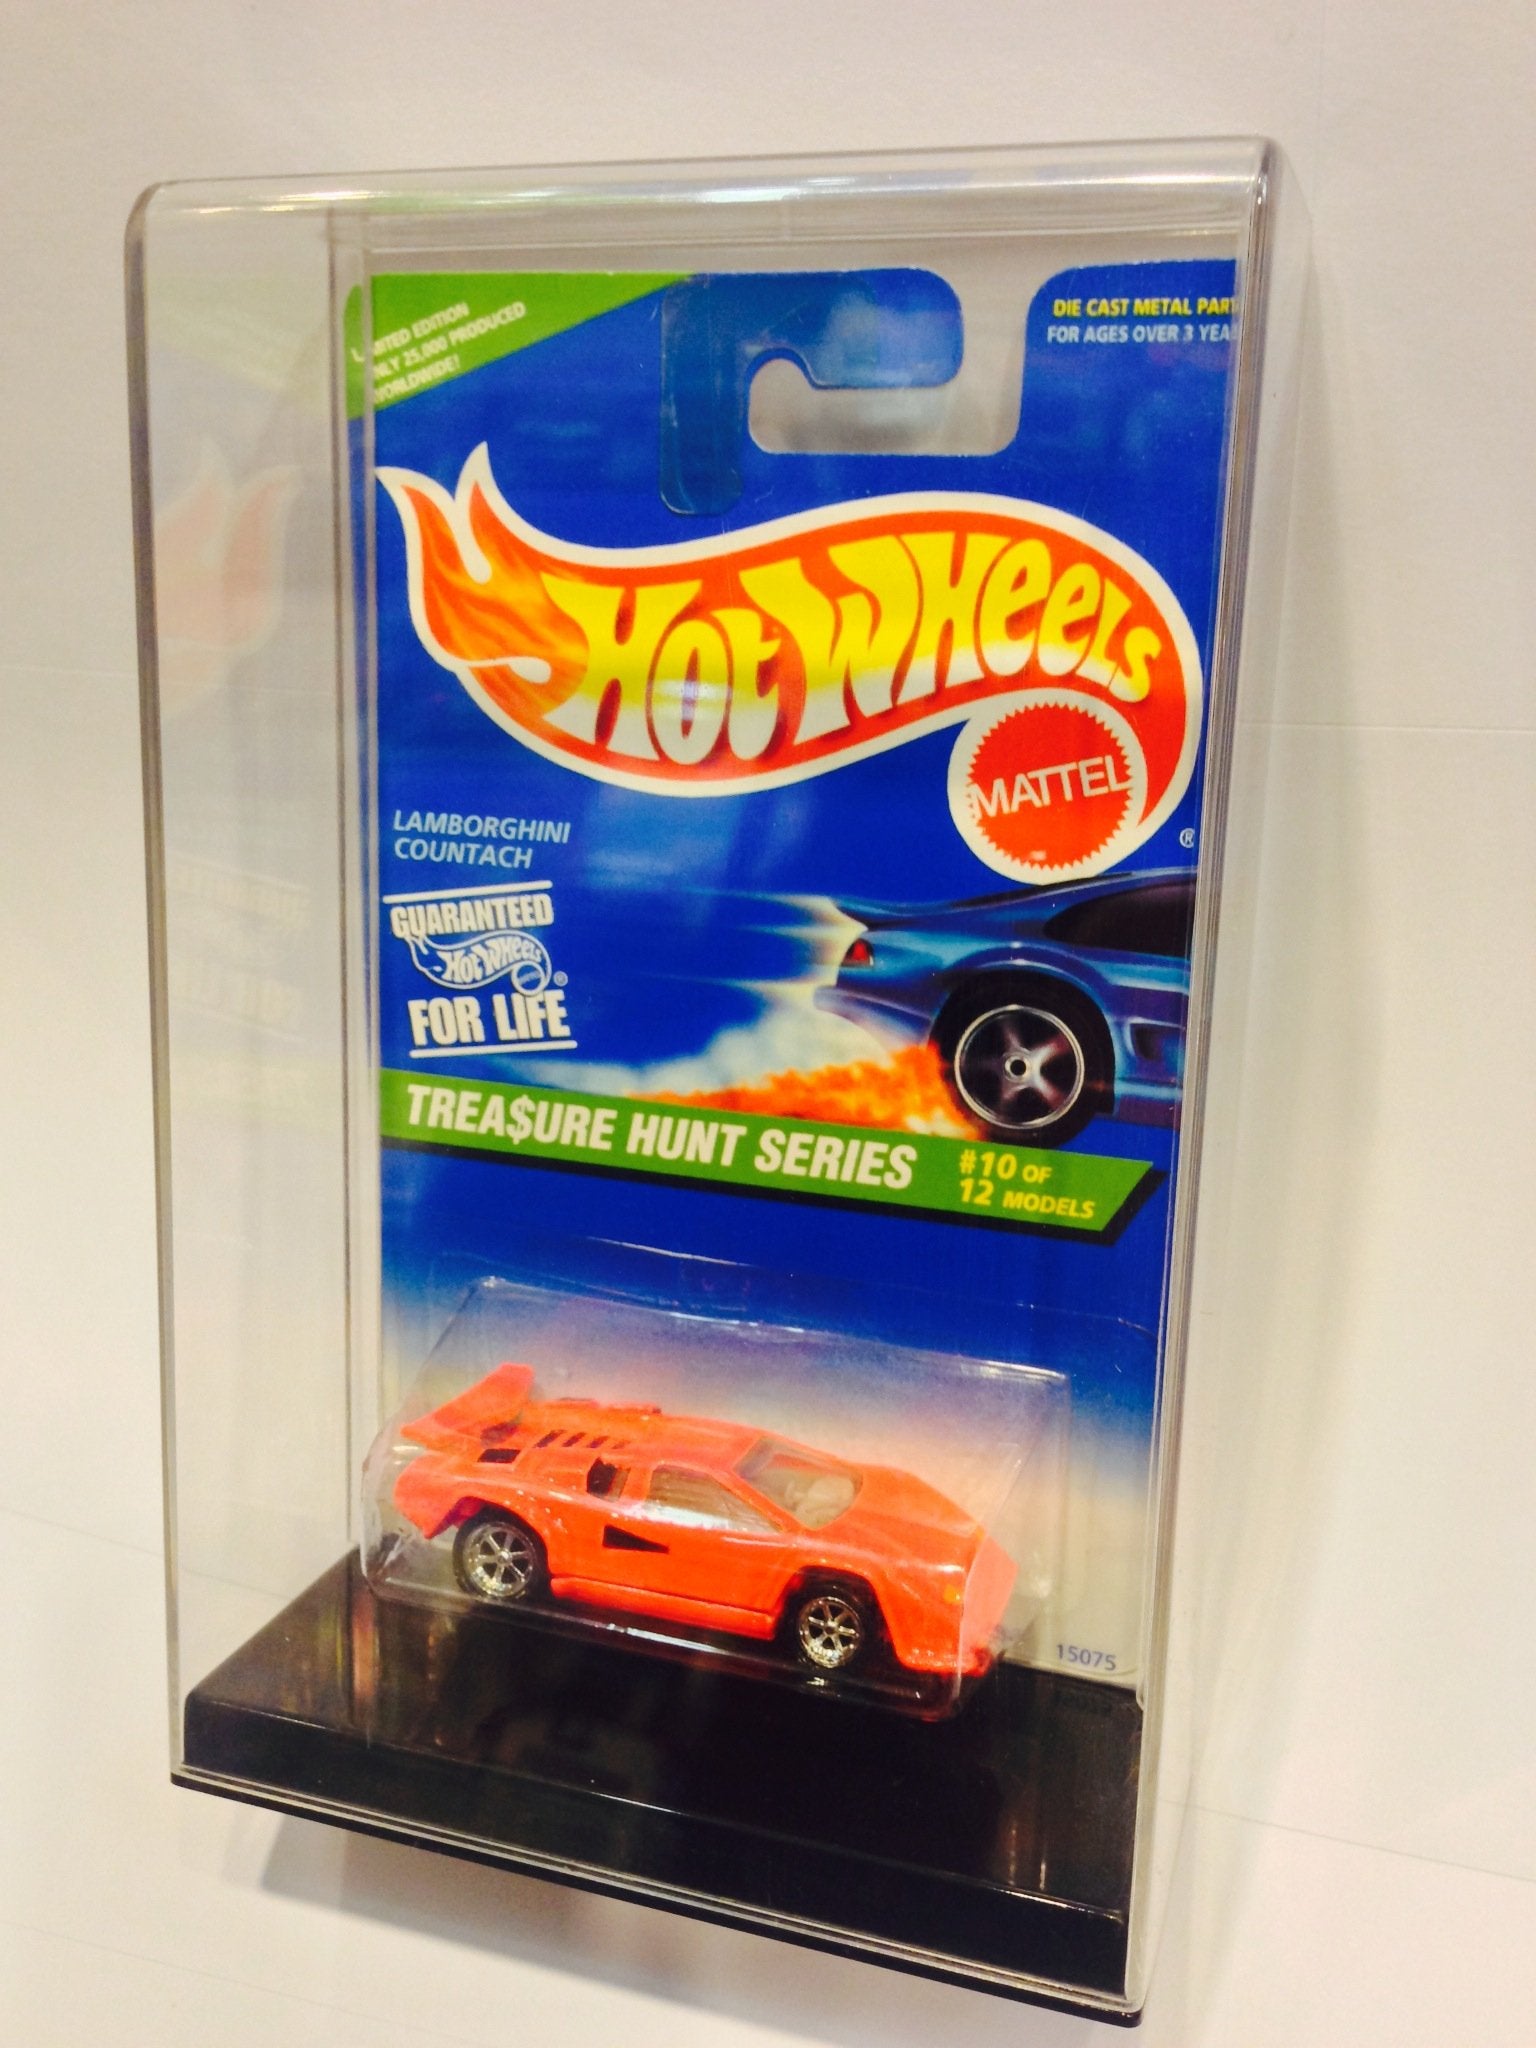 LIMITED EDITION
ONLY 25,000 PRODUCED
WORLDWIDE!
DIE CAST METAL PART
FOR AGES OVER 3 YEA
Hot Wheels
MATTEL
®
LAMBORGHINI
COUNTACH
GUARANTEED
Hot Wheels
MATTEL
®
FOR LIFE
TREA$URE HUNT SERIES
#10 OF
12 MODELS
15075